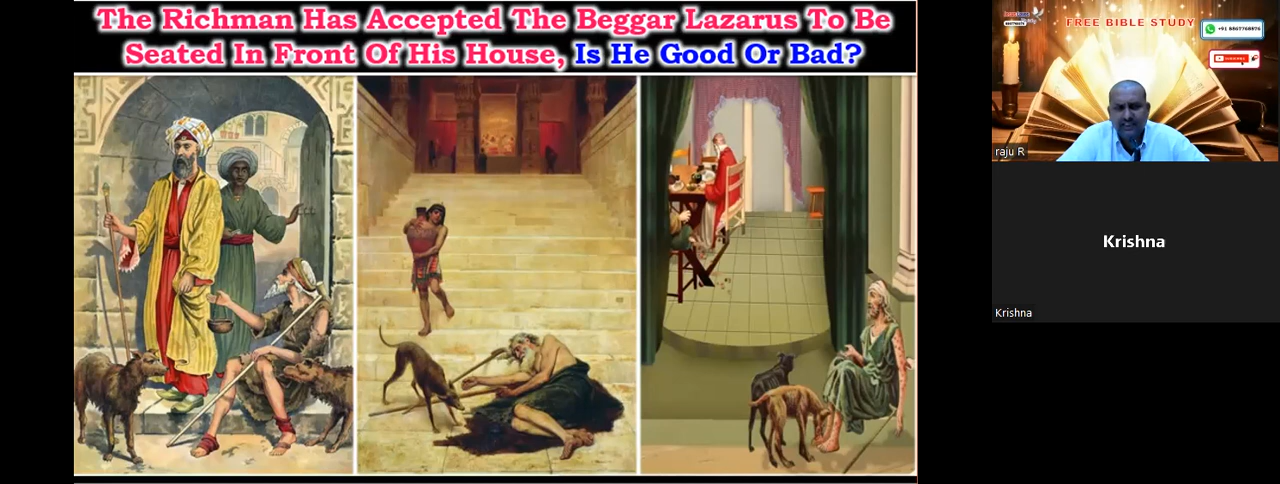 The Richman Has Accepted The Beggar Lazarus To Be
Seated In Front Of His House, Is He Good Or Bad?
FREE BIBLE STUDY
raju R
Krishna
Krishna